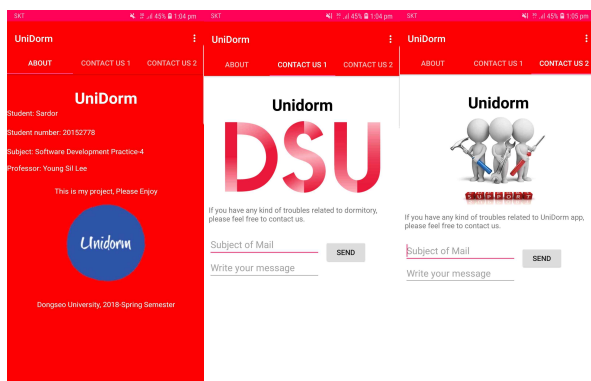 SKT 45% 1:04 pm
UniDorm
ABOUT CONTACT US 1 CONTACT US 2
UniDorm
Student: Sardor
Student number: 20152778
Subject: Software Development Practice-4
Professor: Young Sil Lee
This is my project, Please Enjoy
Unidorm
Dongseo University, 2018-Spring Semester
SKT 45% 1:04 pm
UniDorm
ABOUT CONTACT US 1 CONTACT US 2
Unidorm
DSU
If you have any kind of troubles related to dormitory,
please feel free to contact us.
Subject of Mail
SEND
Write your message
SKT 45% 1:05 pm
UniDorm
ABOUT CONTACT US 1 CONTACT US 2
Unidorm
SUPPORT
If you have any kind of troubles related to UniDorm app,
please feel free to contact us.
Subject of Mail
SEND
Write your message